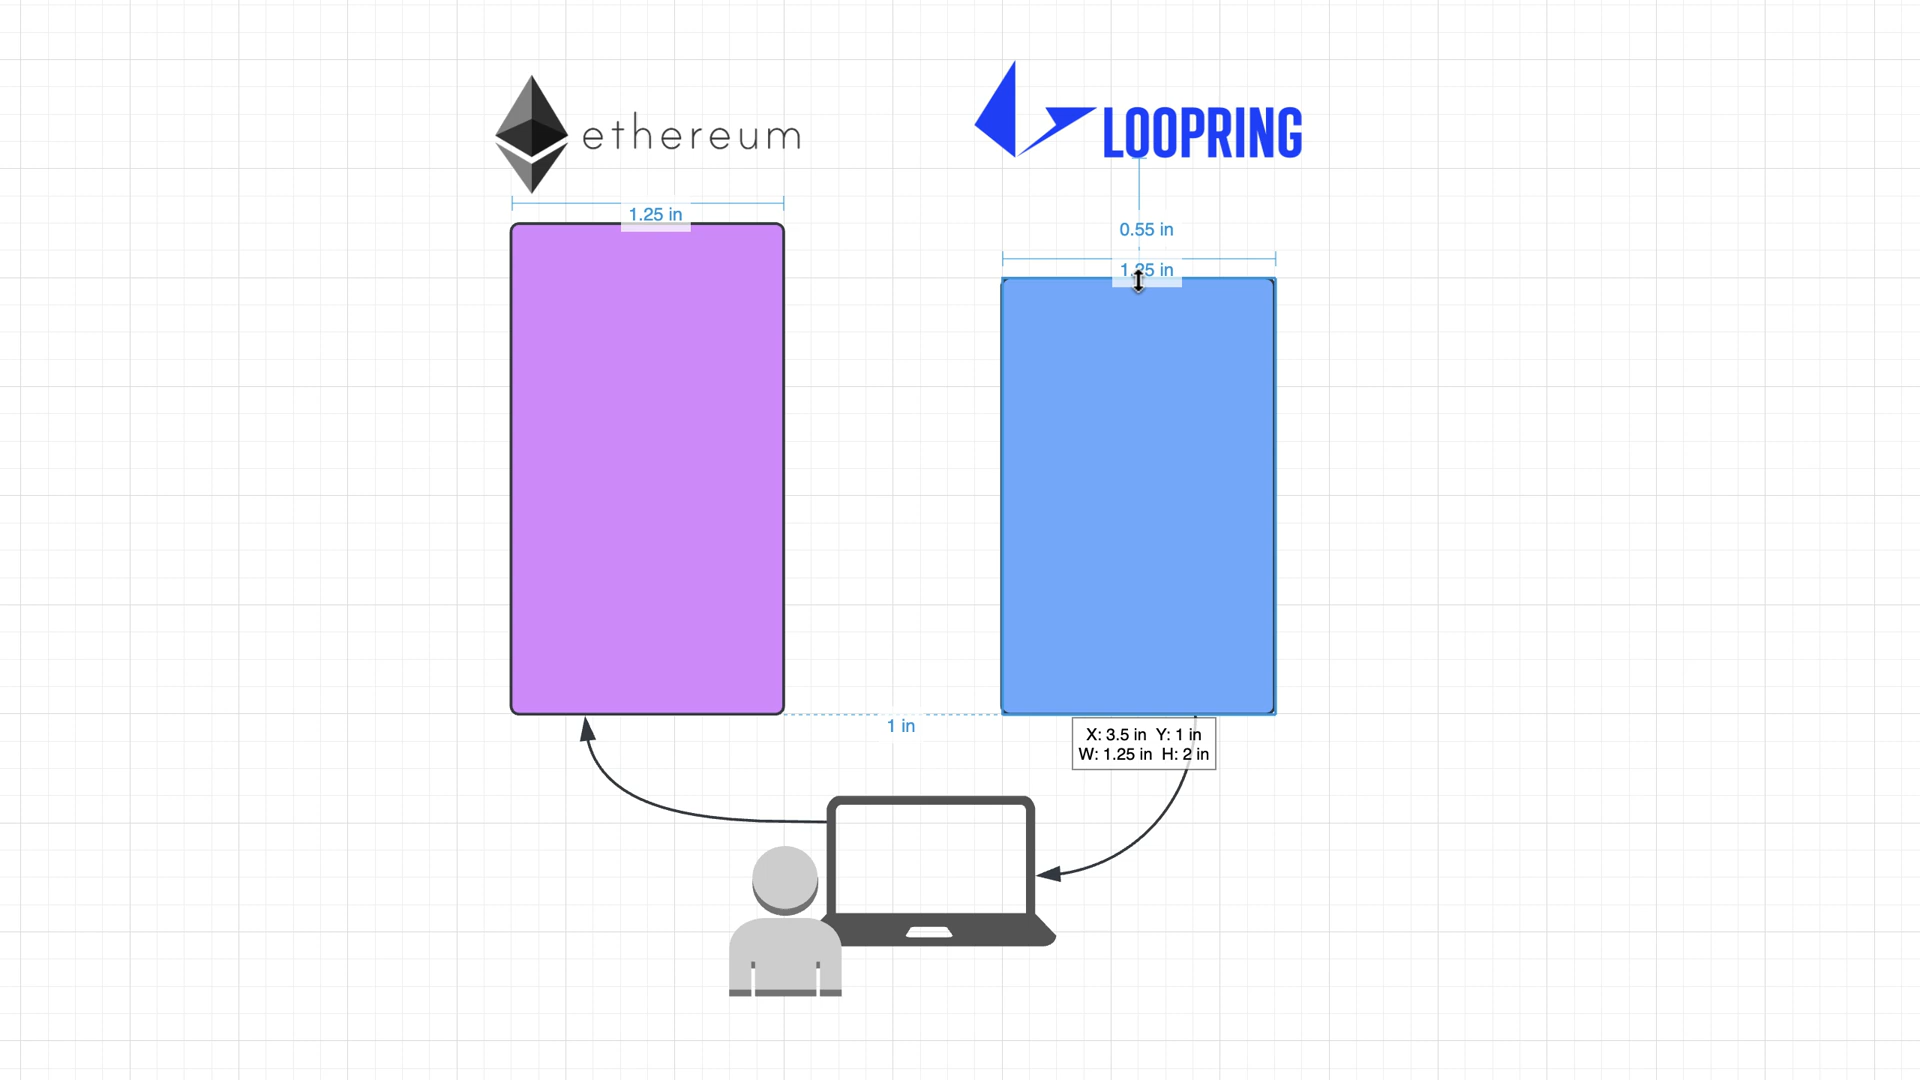 ethereum
LOOPRING
1.25 in
0.55 in
1.25 in
1 in
X: 3.5 in  Y: 1 in
W: 1.25 in  H: 2 in